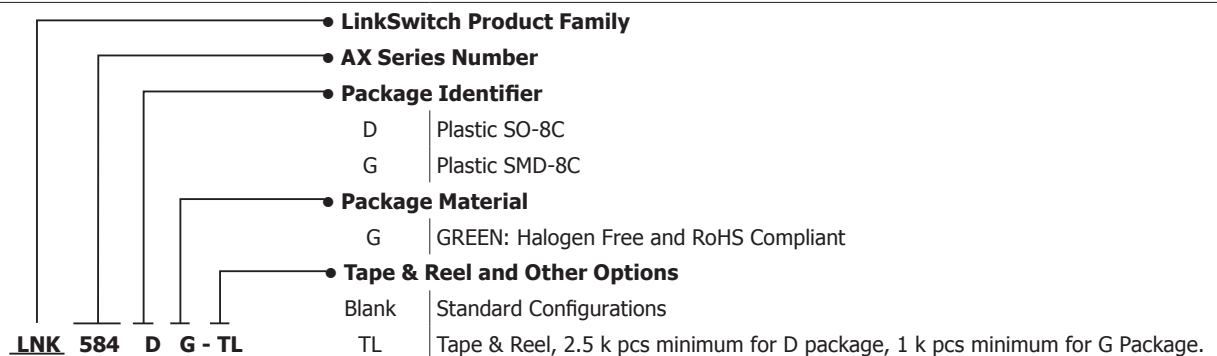 • LinkSwitch Product Family
• AX Series Number
• Package Identifier
D Plastic SO-8C
G Plastic SMD-8C
• Package Material
G GREEN: Halogen Free and RoHS Compliant
• Tape & Reel and Other Options
Blank Standard Configurations
LNK 584 D G - TL TL Tape & Reel, 2.5 k pcs minimum for D package, 1 k pcs minimum for G Package.